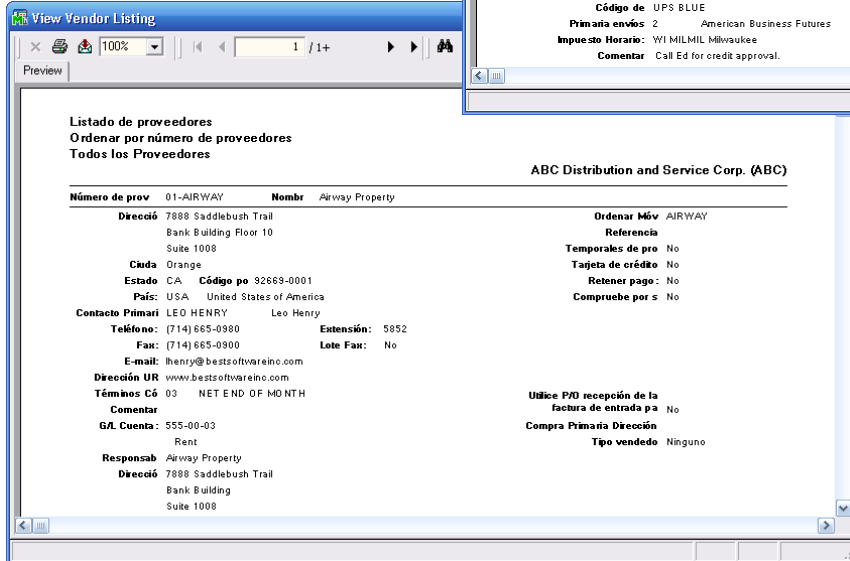 View Vendor Listing
100%
1 / 1+
Preview
Código de UPS BLUE
Primaria envíos 2 American Business Futures
Impuesto Horario: WI MILMIL Milwaukee
Comentar Call Ed for credit approval.
Listado de proveedores
Ordenar por número de proveedores
Todos los Proveedores
ABC Distribution and Service Corp. (ABC)
Número de prov 01-AIRWAY Nombr Airway Property
Direcció 7888 Saddlebush Trail Ordenar Móv AIRWAY
Bank Building Floor 10 Referencia
Suite 1008 Temporales de pro No
Ciuda Orange Tarjeta de crédito No
Estado CA Código po 92669-0001 Retener pago: No
País: USA United States of America Compruebe por s No
Contacto Primari LEO HENRY Leo Henry
Teléfono: (714) 665-0980 Extensión: 5852
Fax: (714) 665-0900 Lote Fax: No
E-mail: lhenry@bestsoftwareinc.com
Dirección UR www.bestsoftwareinc.com
Términos Có 03 NET END OF MONTH Utilice P/O recepción de la
Comentar factura de entrada pa No
G/L Cuenta: 555-00-03 Compra Primaria Dirección
Rent Tipo vendedo Ninguno
Responsab Airway Property
Direcció 7888 Saddlebush Trail
Bank Building
Suite 1008